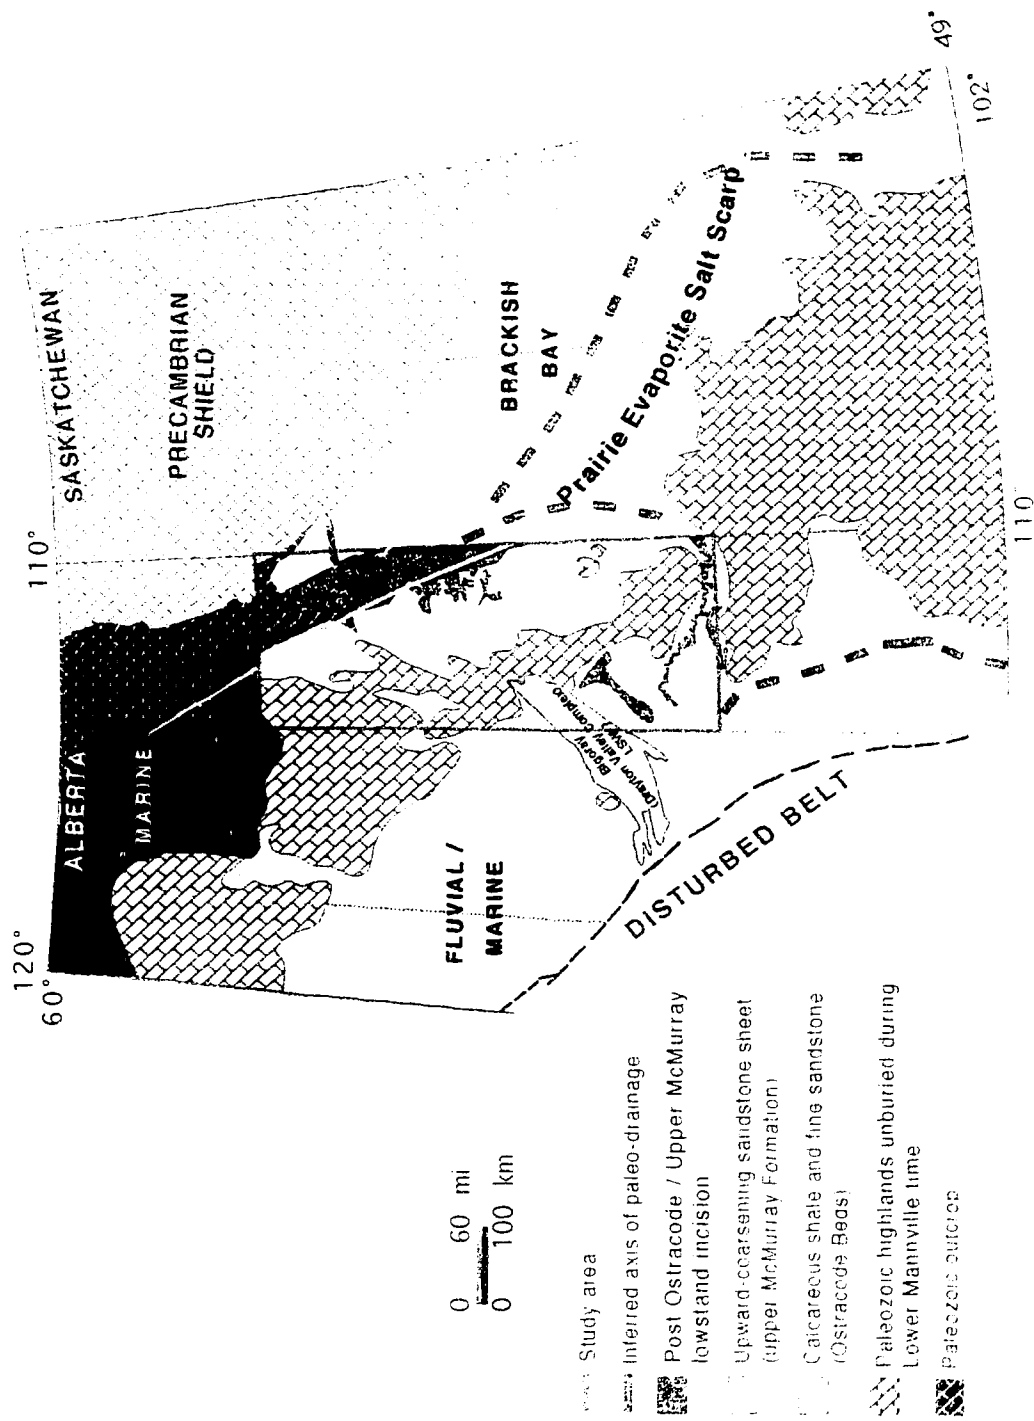 120°
110°
60°
ALBERTA
SASKATCHEWAN
MARINE
PRECAMBRIAN
SHIELD
FLUVIAL /
MARINE
BRACKISH
BAY
Bigoray
(Drayton Valley Complex)
Prairie Evaporite Salt Scarp
DISTURBED BELT
49°
102°
110
0 60 mi
0 100 km
Study area
Inferred axis of paleo-drainage
Post Ostracode / Upper McMurray
lowstand incision
Upward-coarsening sandstone sheet
(upper McMurray Formation)
Calcareous shale and fine sandstone
(Ostracode Beds)
Paleozoic highlands unburied during
Lower Mannville time
Paleozoic outcrop